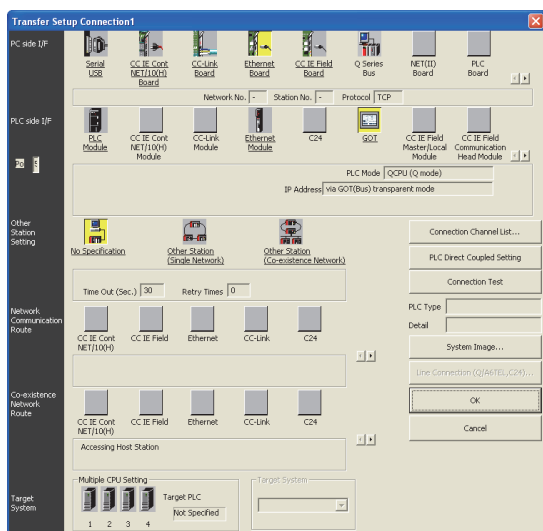 Transfer Setup Connection1
PC side I/F
Serial USB
CC IE Cont NET/10(H) Board
CC-Link Board
Ethernet Board
CC IE Field Board
Q Series Bus
NET(II) Board
PLC Board
Network No. - Station No. - Protocol TCP
PLC side I/F
PLC Module
CC IE Cont NET/10(H) Module
CC-Link Module
Ethernet Module
C24
GOT
CC IE Field Master/Local Module
CC IE Field Communication Head Module
PLC Mode QCPU (Q mode)
IP Address via GOT(Bus) transparent mode
Other Station Setting
No Specification
Other Station (Single Network)
Other Station (Co-existence Network)
Time Out (Sec.) 30 Retry Times 0
Connection Channel List...
PLC Direct Coupled Setting
Connection Test
PLC Type
Detail
System Image...
Line Connection (Q/A6TEL,C24)...
OK
Cancel
Network Communication Route
CC IE Cont NET/10(H)
CC IE Field
Ethernet
CC-Link
C24
Co-existence Network Route
CC IE Cont NET/10(H)
CC IE Field
Ethernet
CC-Link
C24
Accessing Host Station
Target System
Multiple CPU Setting
1 2 3 4
Target PLC
Not Specified
Target System